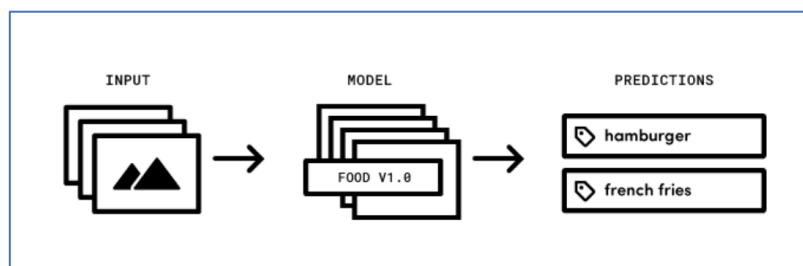 INPUT
MODEL
PREDICTIONS
FOOD V1.0
hamburger
french fries